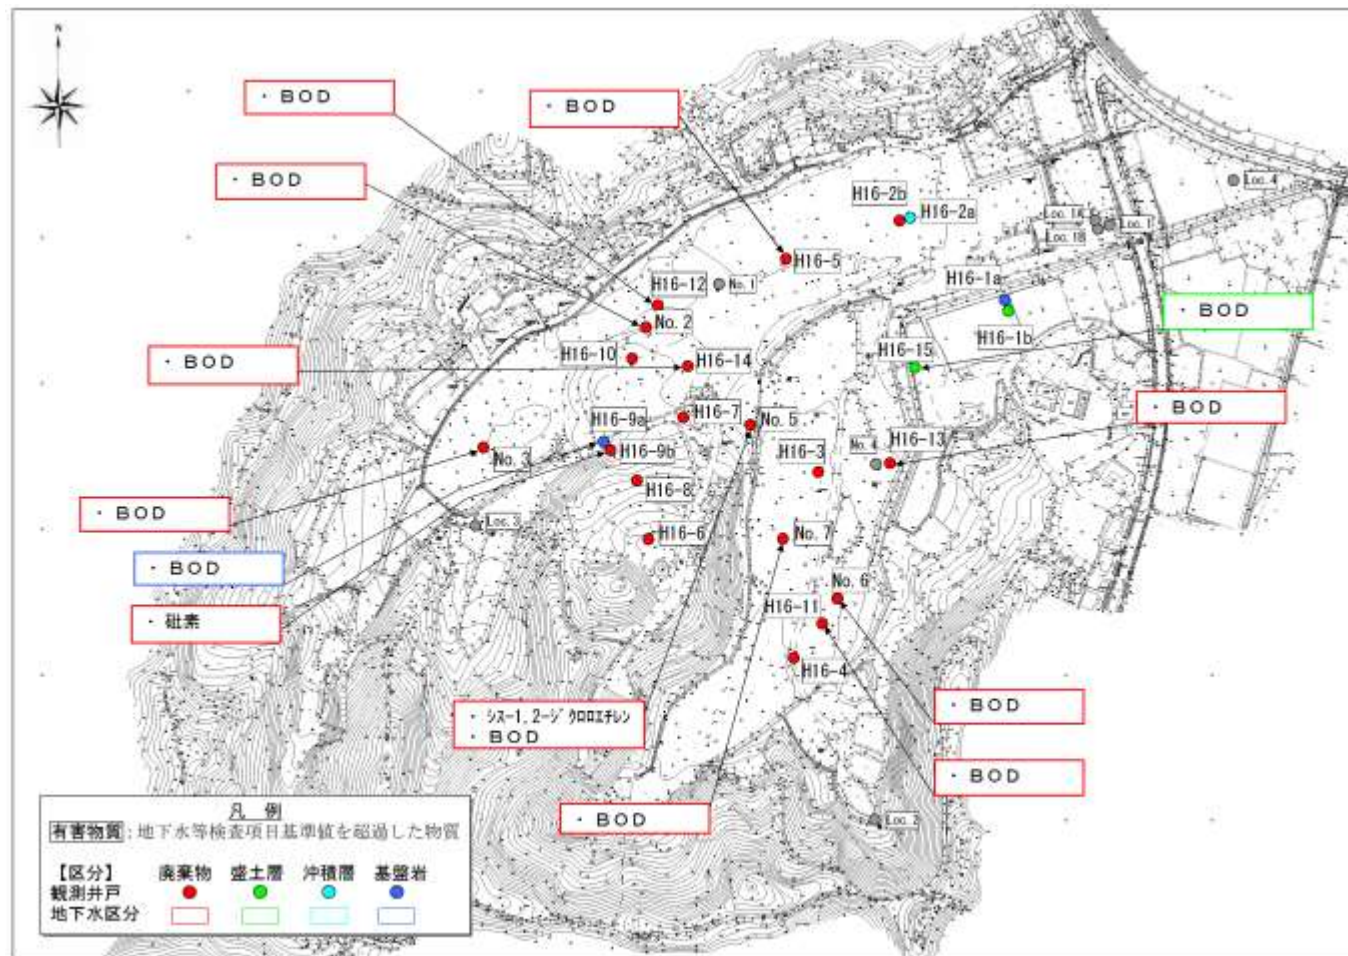 N
・ＢＯＤ
・ＢＯＤ
・ＢＯＤ
H16-2b
H16-2a
Loc. 4
Loc. 1A
Loc. 1
Loc. 1B
H16-5
H16-12
No. 1
H16-1a
・ＢＯＤ
No. 2
H16-1b
・ＢＯＤ
H16-10
H16-14
H16-15
・ＢＯＤ
H16-9a
H16-7
No. 5
No. 4
H16-13
No. 3
H16-9b
H16-3
H16-8
・ＢＯＤ
Loc. 3
H16-6
No. 7
・ＢＯＤ
No. 6
・砒素
H16-11
H16-4
・ｼｽｰ1,2ｰｼﾞｸﾛﾛｴﾁﾚﾝ
・ＢＯＤ
・ＢＯＤ
・ＢＯＤ
・ＢＯＤ
Loc. 2
凡 例
有害物質：地下水等検査項目基準値を超過した物質
【区分】 廃棄物 盛土層 沖積層 基盤岩
観測井戸
地下水区分